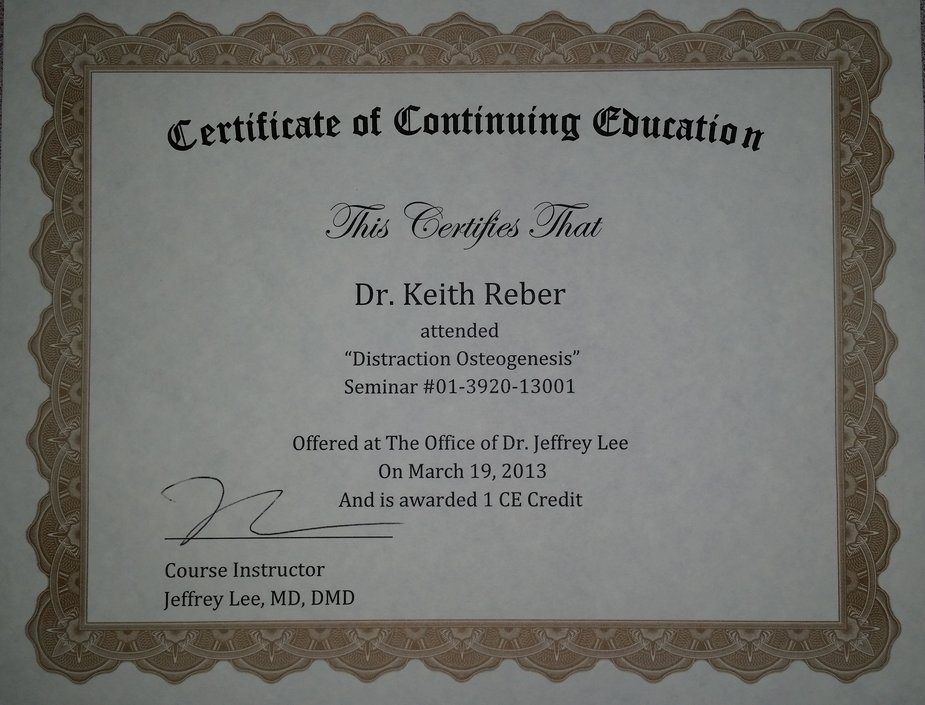 Certificate of Continuing Education
This Certifies That
Dr. Keith Reber
attended
“Distraction Osteogenesis”
Seminar #01-3920-13001
Offered at The Office of Dr. Jeffrey Lee
On March 19, 2013
And is awarded 1 CE Credit
Course Instructor
Jeffrey Lee, MD, DMD